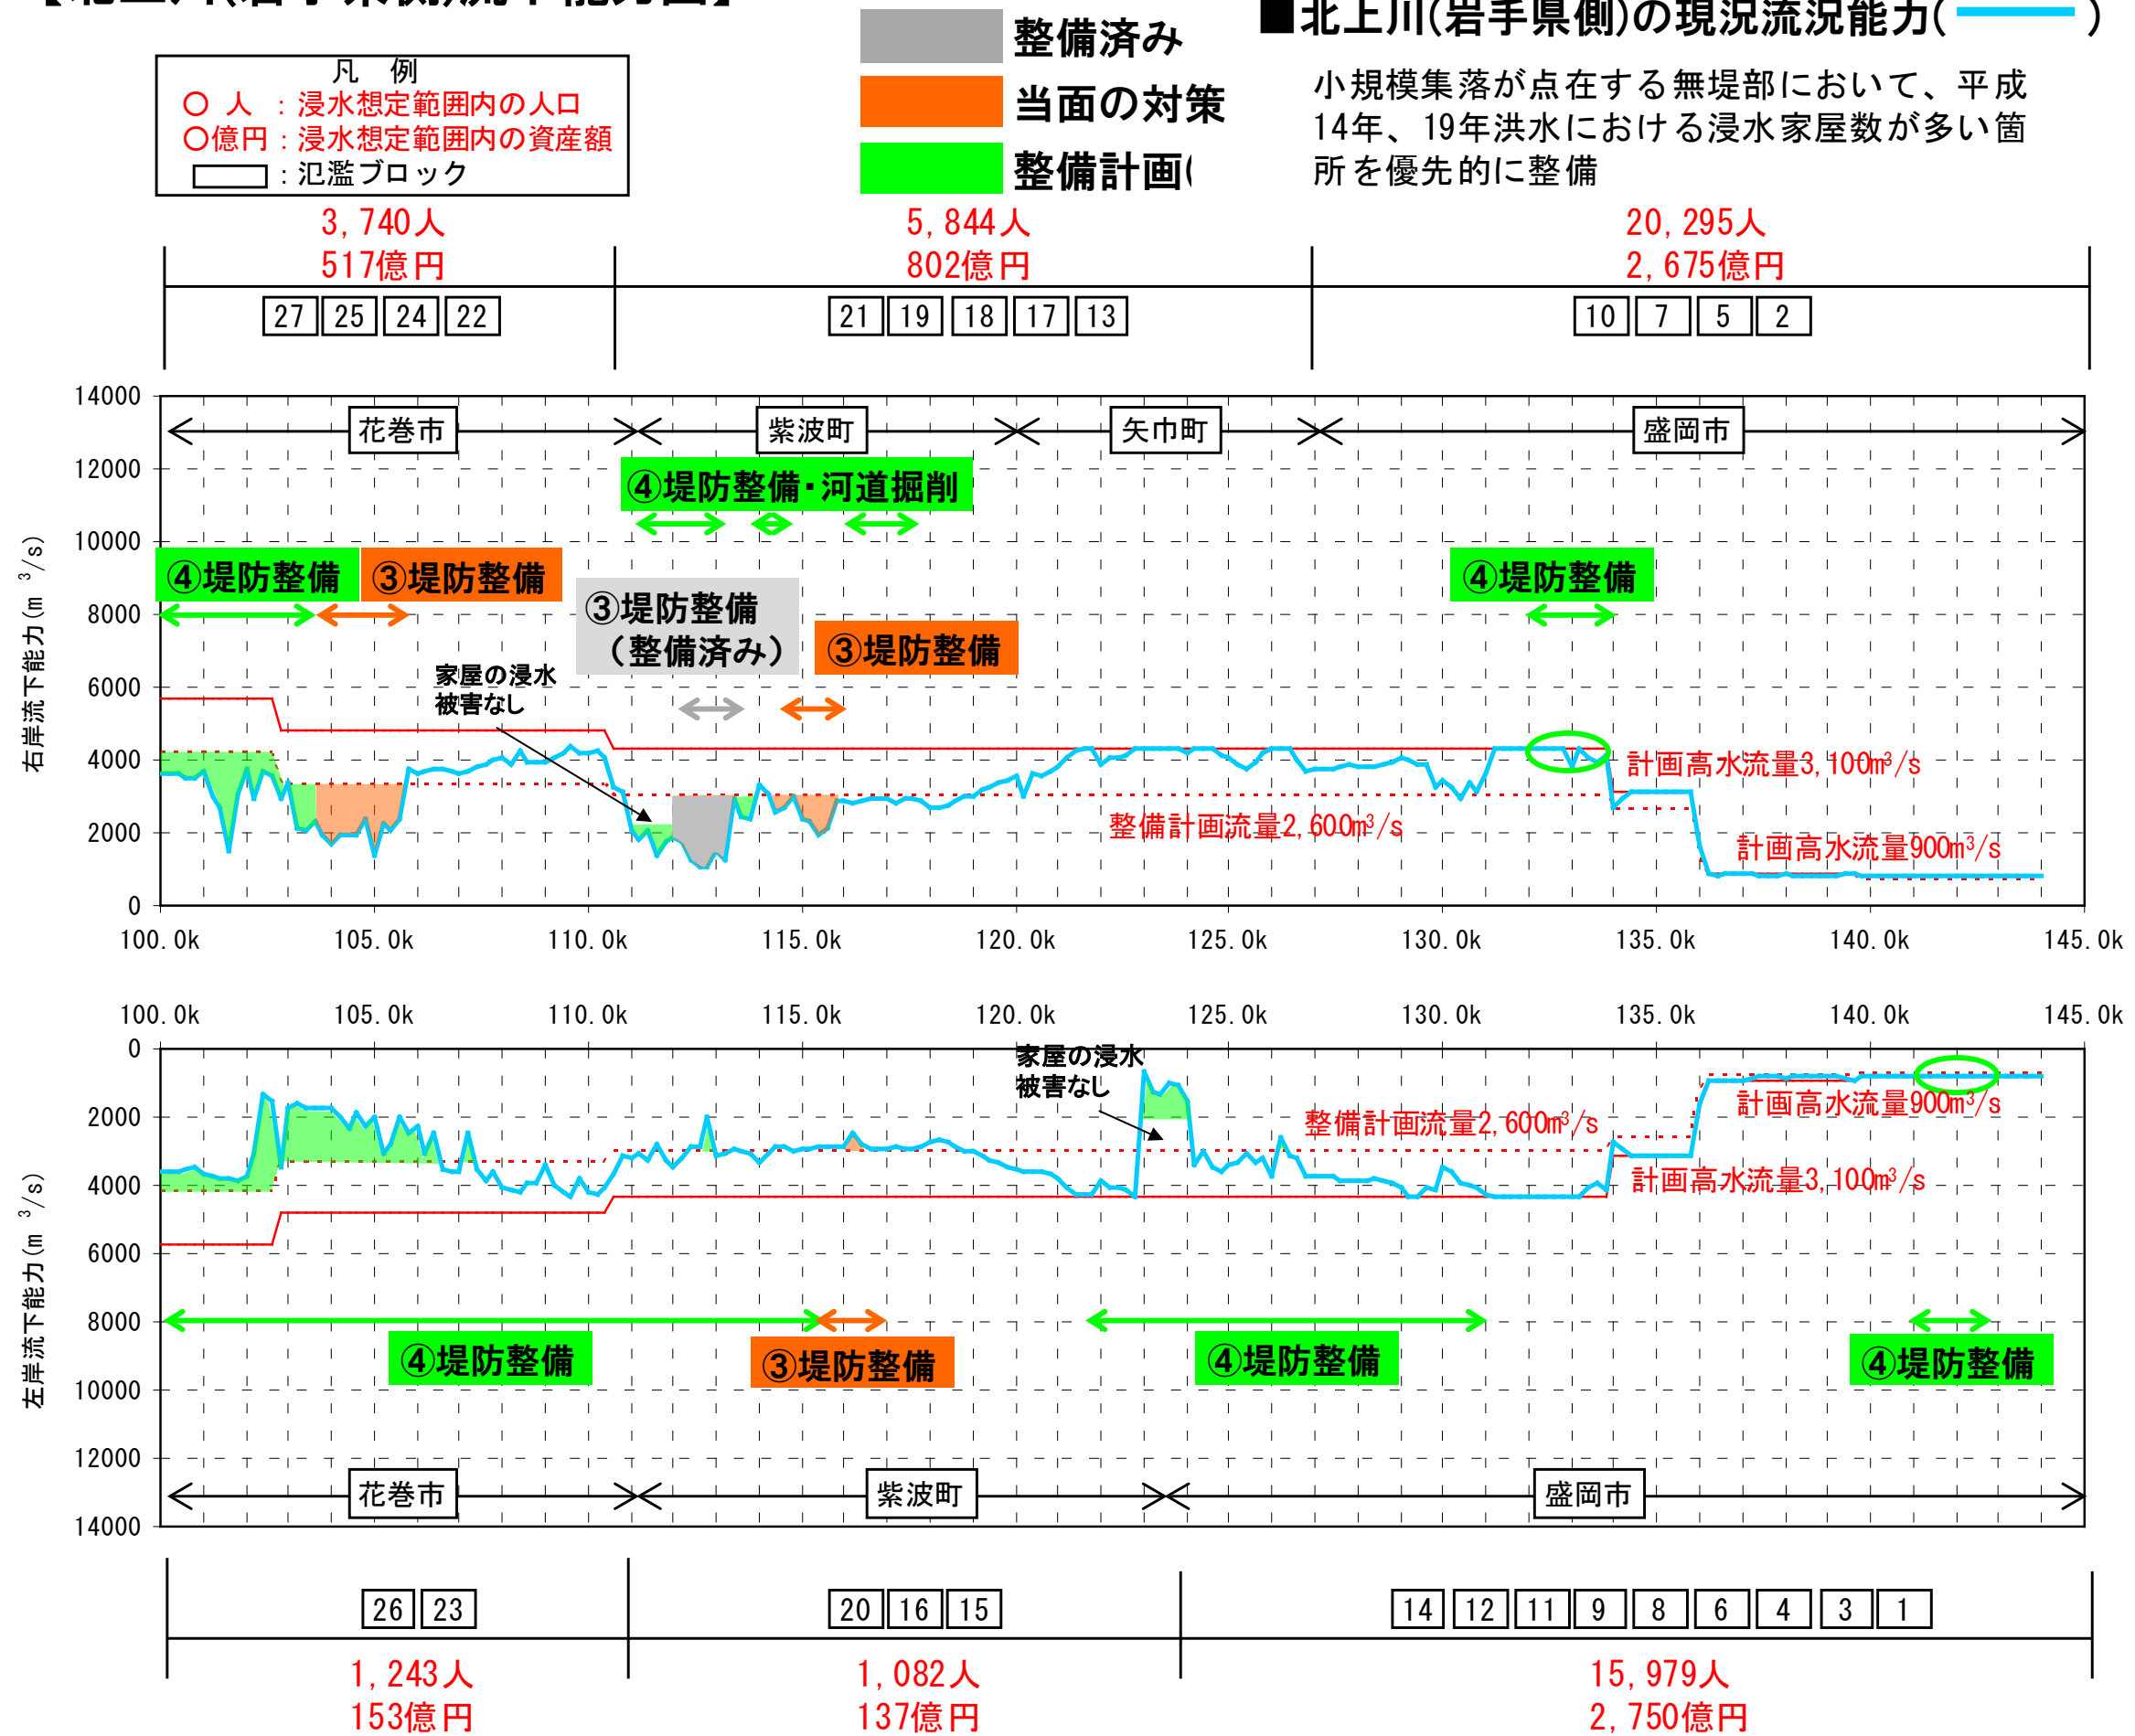 ■北上川(岩手県側)の現況流況能力( )
整備済み
当面の対策
整備計画(
小規模集落が点在する無堤部において、平成
14年、19年洪水における浸水家屋数が多い箇
所を優先的に整備
凡 例
○ 人 : 浸水想定範囲内の人口
○億円 : 浸水想定範囲内の資産額
: 氾濫ブロック
3,740人 5,844人 20,295人
517億円 802億円 2,675億円
27 25 24 22 21 19 18 17 13 10 7 5 2
右岸流下能力(m³/s)
14000
12000
10000
8000
6000
4000
2000
0
花巻市 紫波町 矢巾町 盛岡市
④堤防整備・河道掘削
④堤防整備 ③堤防整備 ④堤防整備
③堤防整備
(整備済み)
③堤防整備
家屋の浸水
被害なし
計画高水流量3,100m³/s
整備計画流量2,600m³/s
計画高水流量900m³/s
100.0k 105.0k 110.0k 115.0k 120.0k 125.0k 130.0k 135.0k 140.0k 145.0k
100.0k 105.0k 110.0k 115.0k 120.0k 125.0k 130.0k 135.0k 140.0k 145.0k
左岸流下能力(m³/s)
0
2000
4000
6000
8000
10000
12000
14000
家屋の浸水
被害なし
計画高水流量900m³/s
整備計画流量2,600m³/s
計画高水流量3,100m³/s
④堤防整備 ③堤防整備 ④堤防整備 ④堤防整備
花巻市 紫波町 盛岡市
26 23 20 16 15 14 12 11 9 8 6 4 3 1
1,243人 1,082人 15,979人
153億円 137億円 2,750億円